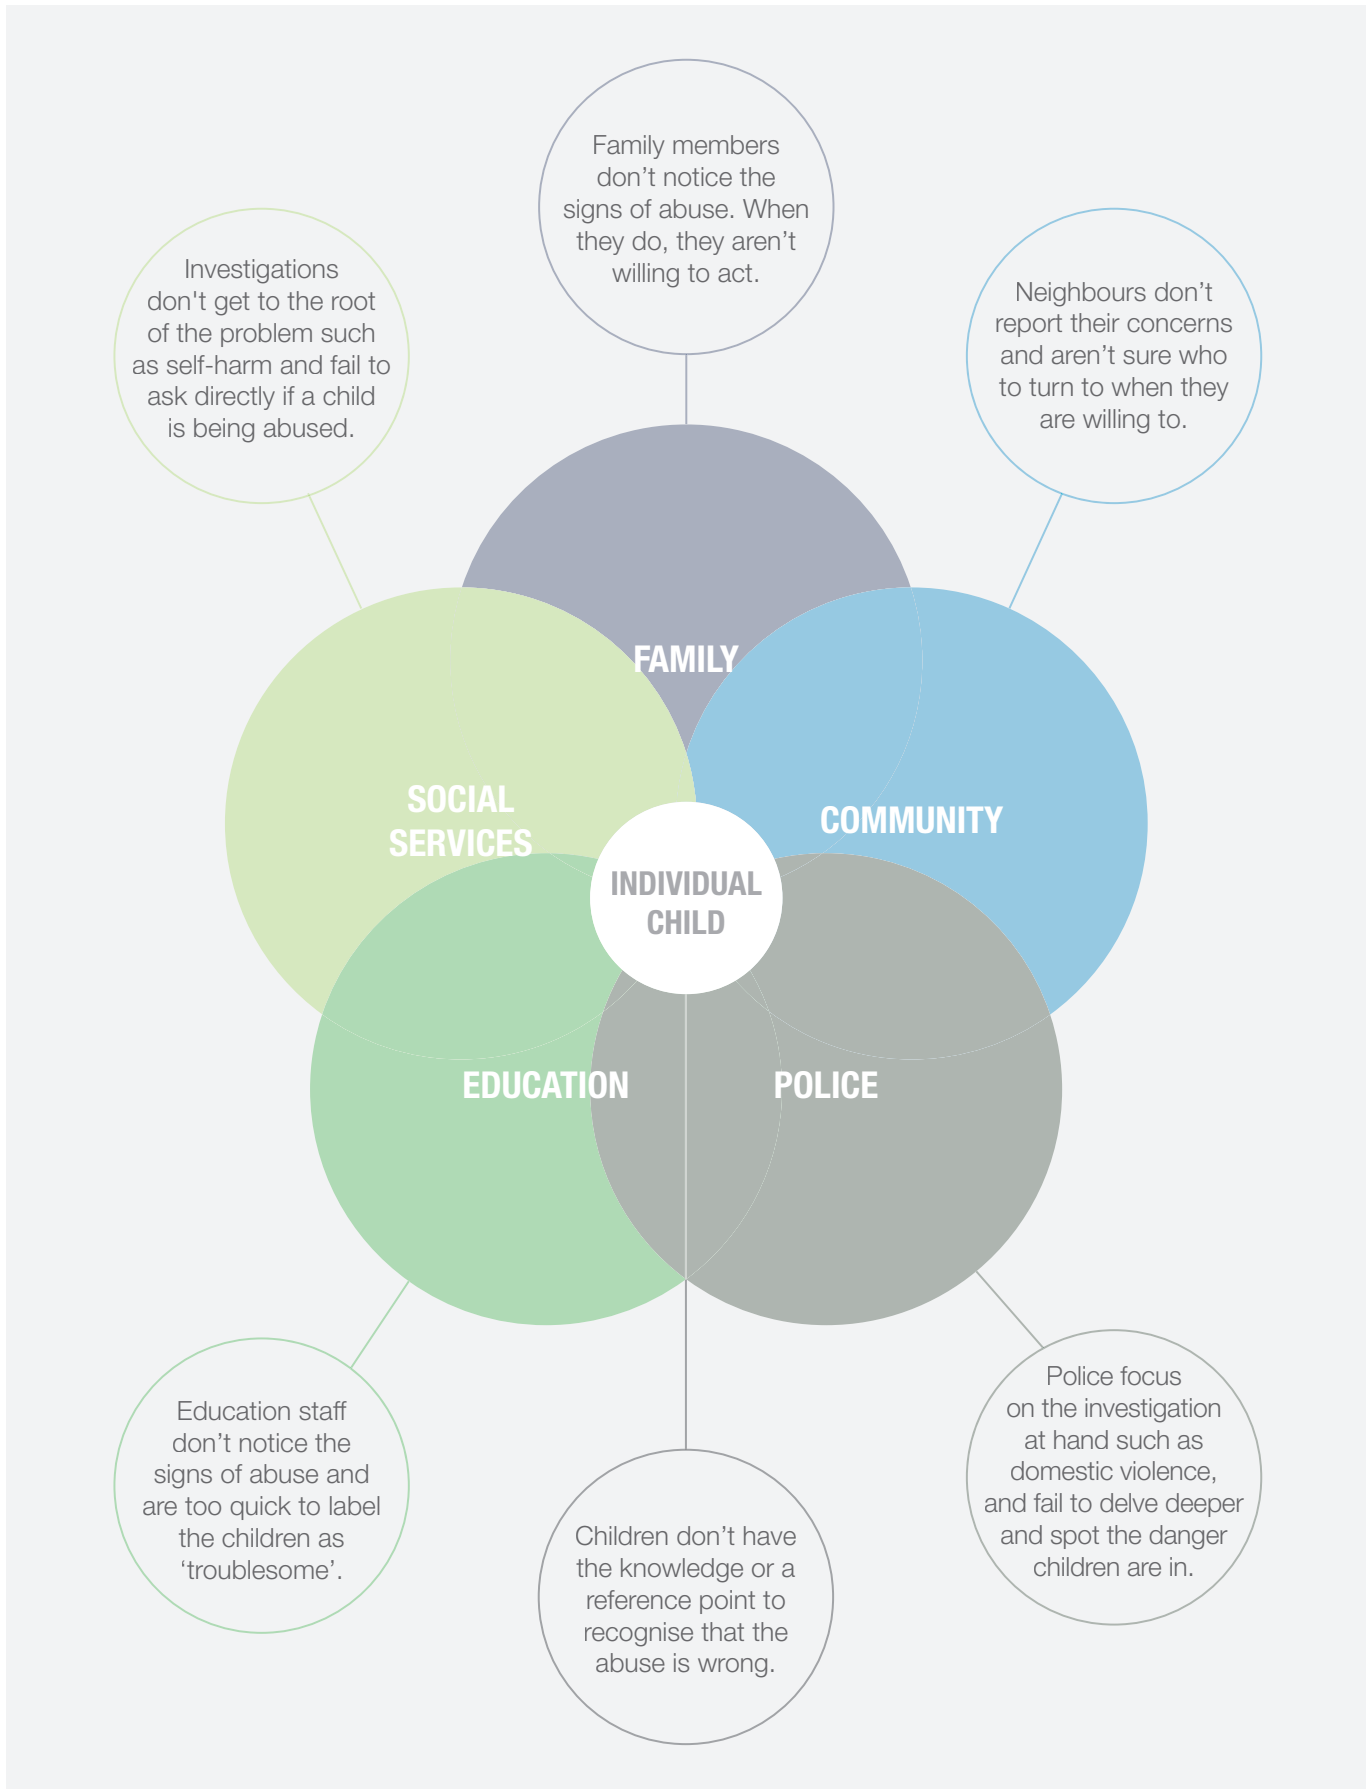 Family members
don’t notice the
signs of abuse. When
they do, they aren’t
willing to act.
Investigations
don't get to the root
of the problem such
as self-harm and fail to
ask directly if a child
is being abused.
Neighbours don’t
report their concerns
and aren’t sure who
to turn to when they
are willing to.
FAMILY
SOCIAL
SERVICES
COMMUNITY
INDIVIDUAL
CHILD
EDUCATION
POLICE
Education staff
don’t notice the
signs of abuse and
are too quick to label
the children as
‘troublesome’.
Children don’t have
the knowledge or a
reference point to
recognise that the
abuse is wrong.
Police focus
on the investigation
at hand such as
domestic violence,
and fail to delve deeper
and spot the danger
children are in.